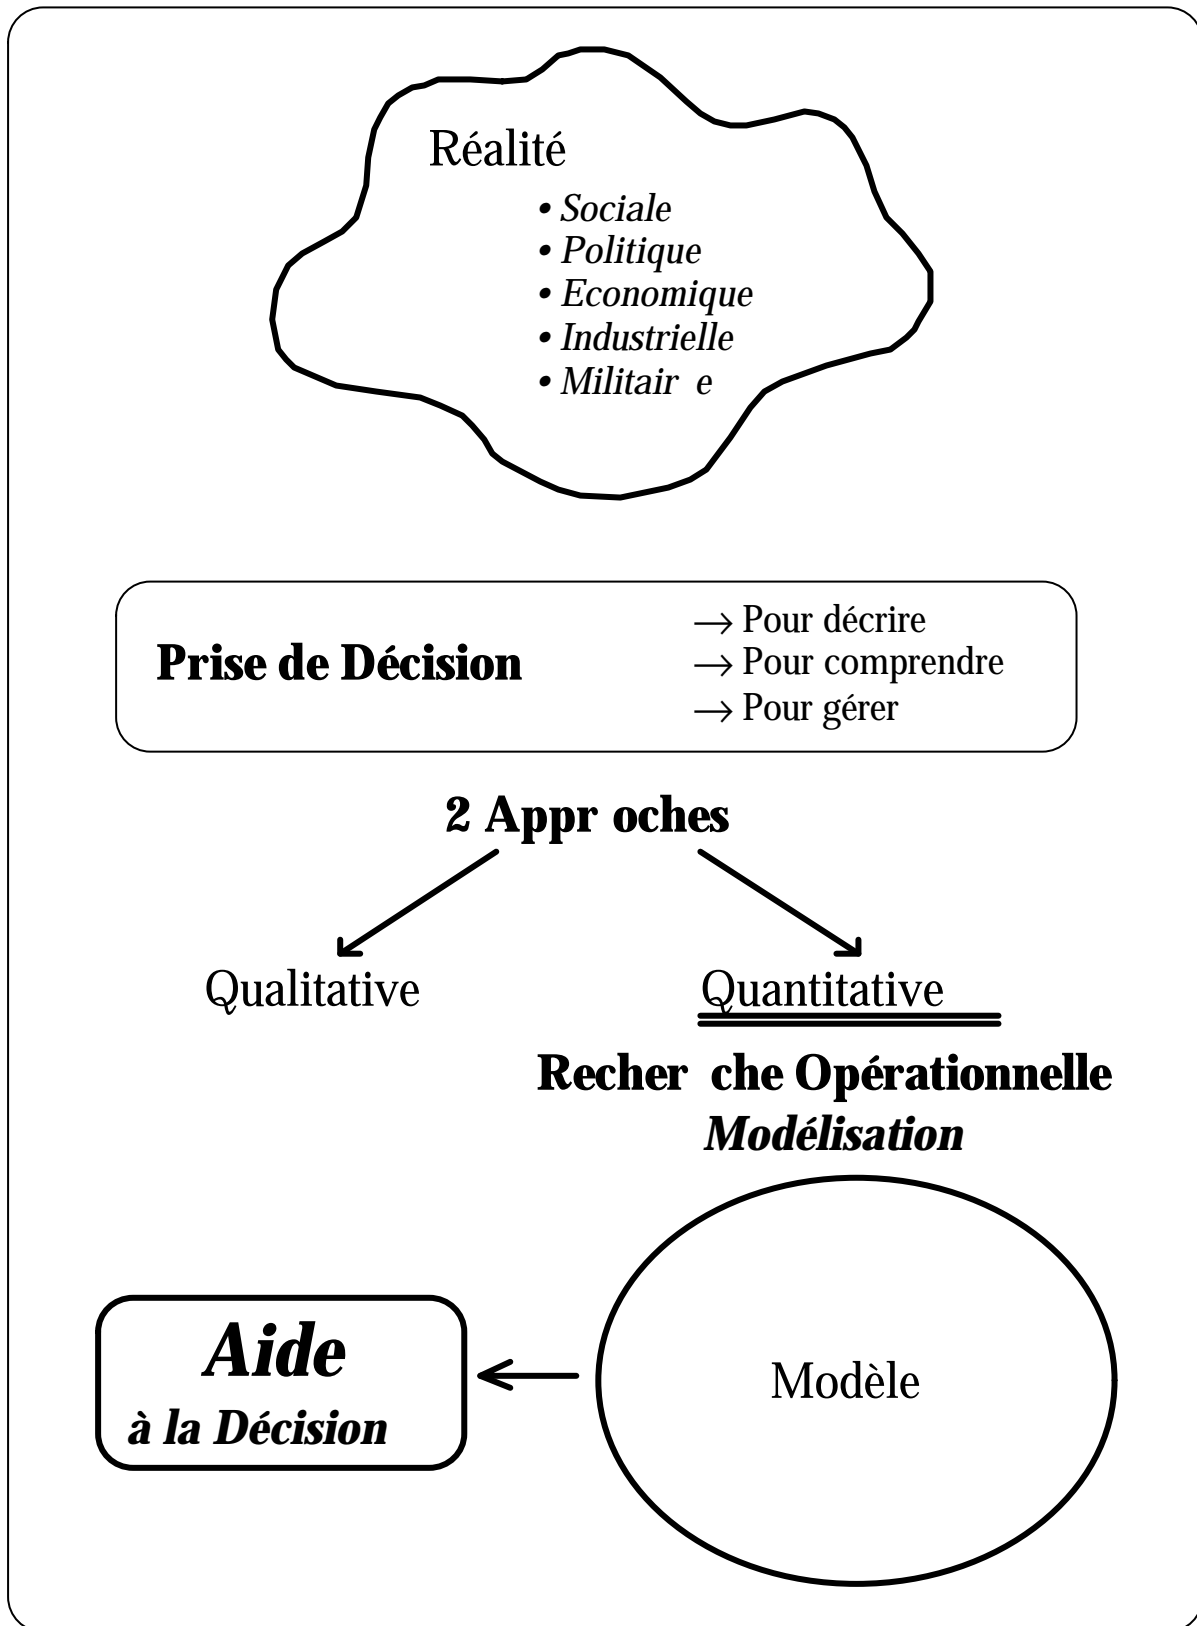 Réalité
• Sociale
• Politique
• Economique
• Industrielle
• Militair e
Prise de Décision
→ Pour décrire
→ Pour comprendre
→ Pour gérer
2 Appr oches
Qualitative
Quantitative
Recher che Opérationnelle
Modélisation
Aide
à la Décision
Modèle